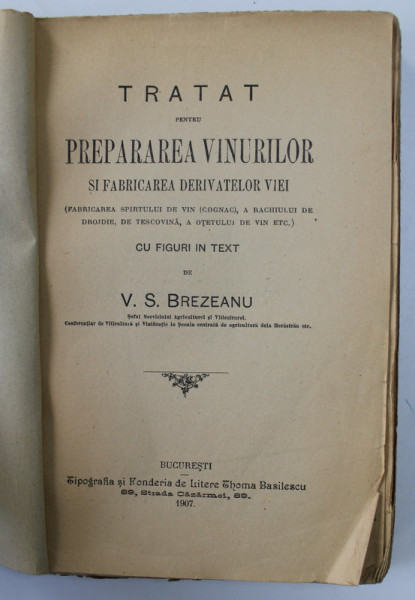 TRATAT
PENTRU
PREPARAREA VINURILOR
ȘI FABRICAREA DERIVATELOR VIEI
(FABRICAREA SPIRTULUI DE VIN (COGNAC), A RACHIULUI DE
DROJDIE, DE TESCOVINĂ, A OȚETULUI DE VIN ETC.)
CU FIGURI IN TEXT
DE
V. S. BREZEANU
Șeful Serviciului Agriculturei și Viticulturei.
Conferențiar de Viticultură și Vinificație la Școala centrală de agricultură dela Herăstrău etc.
BUCUREȘTI
Tipografia și Fonderia de Litere Thoma Basilescu
89, Strada Căzărmei, 89.
1907.